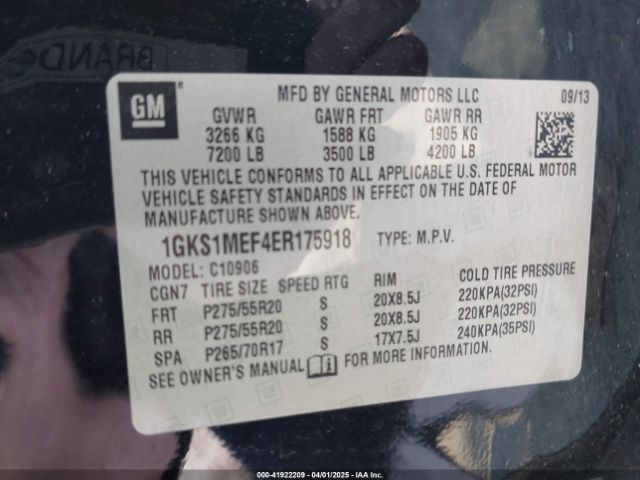 BRANDO
GM ® MFD BY GENERAL MOTORS LLC 09/13
GVWR GAWR FRT GAWR RR
3266 KG 1588 KG 1905 KG
7200 LB 3500 LB 4200 LB
THIS VEHICLE CONFORMS TO ALL APPLICABLE U.S. FEDERAL MOTOR
VEHICLE SAFETY STANDARDS IN EFFECT ON THE DATE OF
MANUFACTURE SHOWN ABOVE.
1GKS1MEF4ER175918 TYPE: M.P.V.
MODEL: C10906
CGN7 TIRE SIZE SPEED RTG RIM COLD TIRE PRESSURE
FRT P275/55R20 S 20X8.5J 220KPA(32PSI)
RR P275/55R20 S 20X8.5J 220KPA(32PSI)
SPA P265/70R17 S 17X7.5J 240KPA(35PSI)
SEE OWNER'S MANUAL FOR MORE INFORMATION.
000-41922209 - 04/01/2025 - IAA Inc.